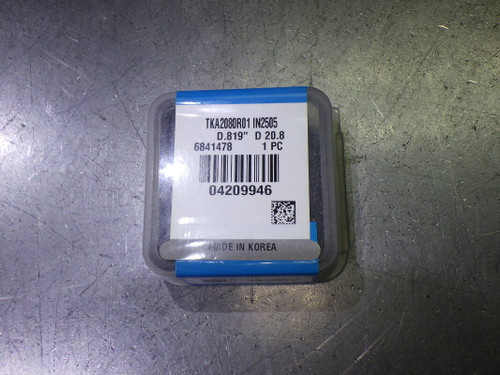 TKA2080R01 IN2505
D.819" D 20.8
6841478 1 PC
04209946
MADE IN KOREA